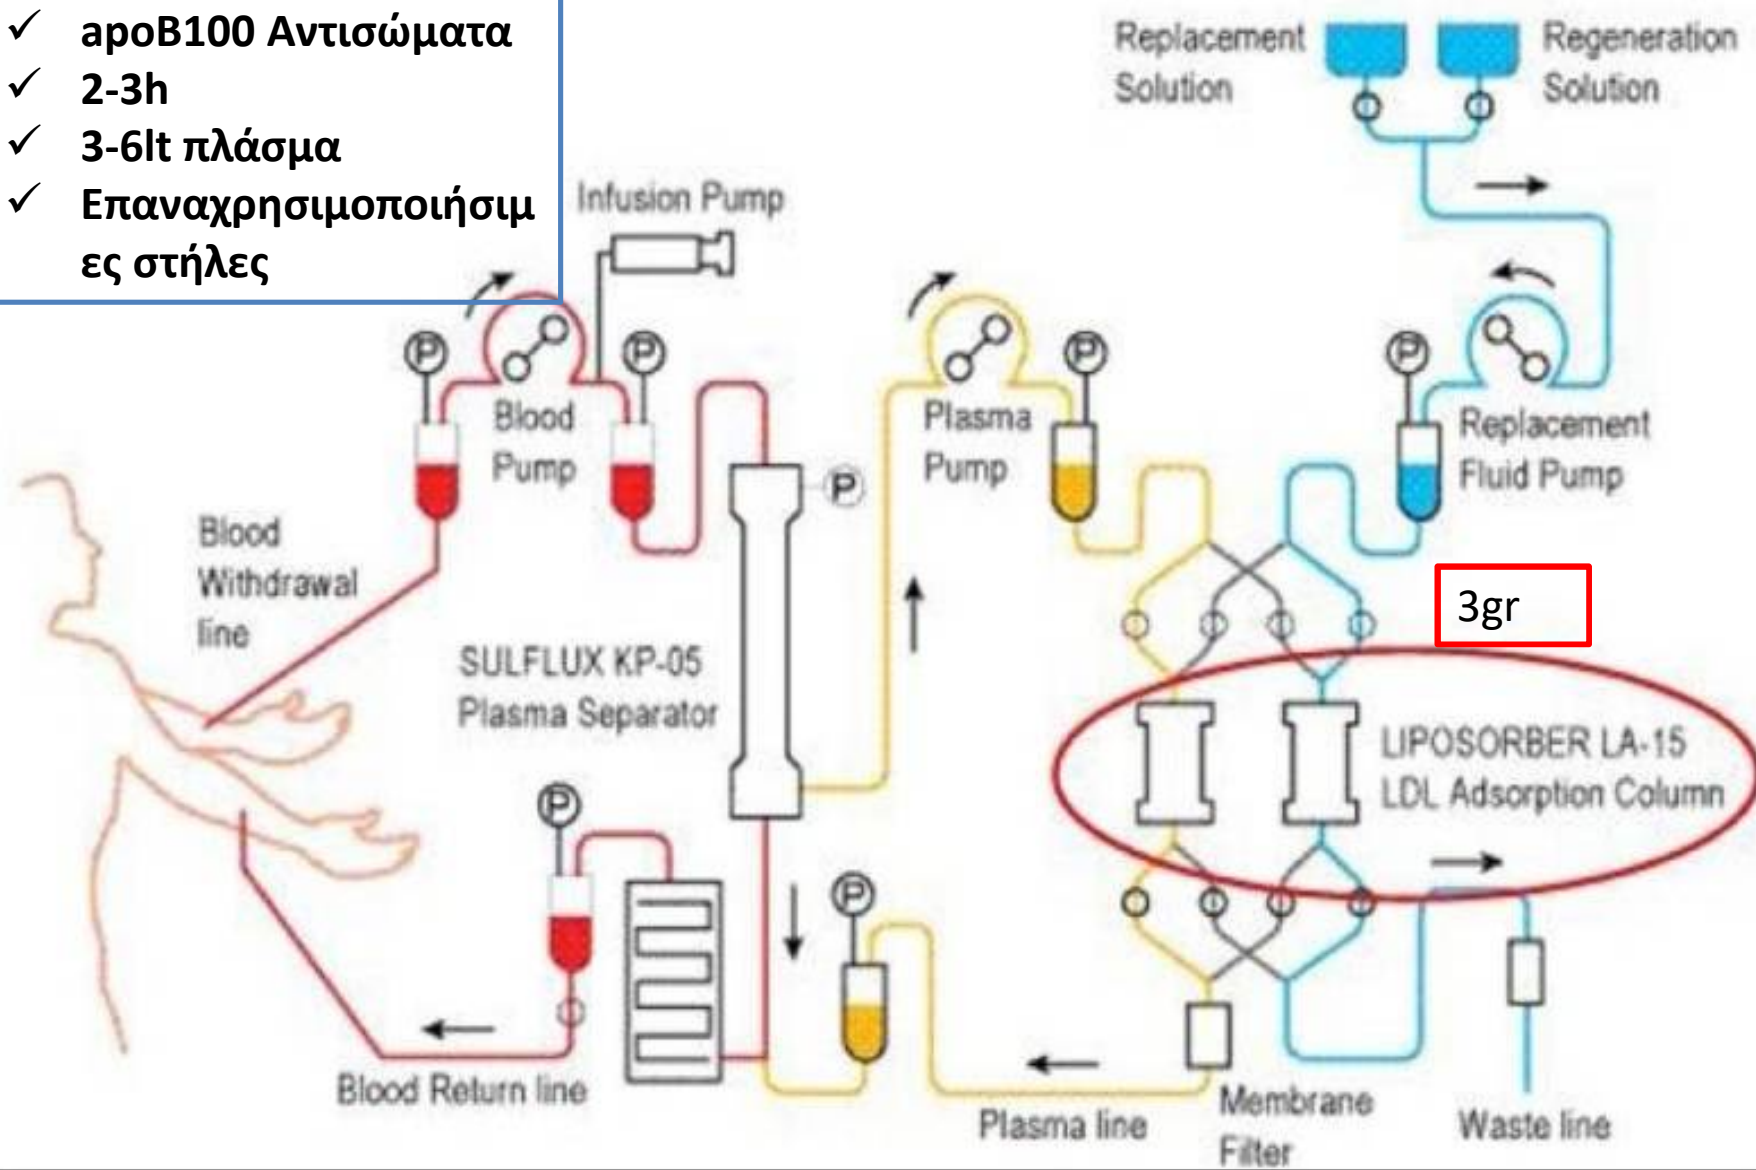 ✓ apoB100 Αντισώματα
✓ 2-3h
✓ 3-6lt πλάσμα
✓ Επαναχρησιμοποιήσιμ
ες στήλες
Replacement
Solution
Regeneration
Solution
Infusion Pump
P
P
Blood
Pump
P
Plasma
Pump
P
P
Replacement
Fluid Pump
Blood
Withdrawal
line
3gr
SULFLUX KP-05
Plasma Separator
LIPOSORBER LA-15
LDL Adsorption Column
P
P
Blood Return line
Plasma line
Membrane
Filter
Waste line